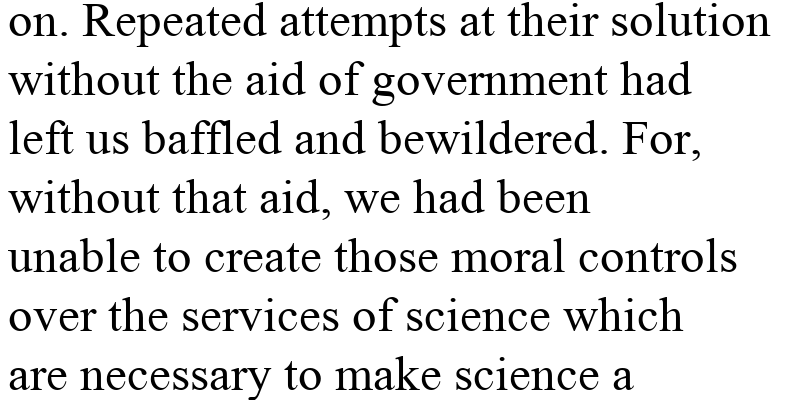 on. Repeated attempts at their solution
without the aid of government had
left us baffled and bewildered. For,
without that aid, we had been
unable to create those moral controls
over the services of science which
are necessary to make science a